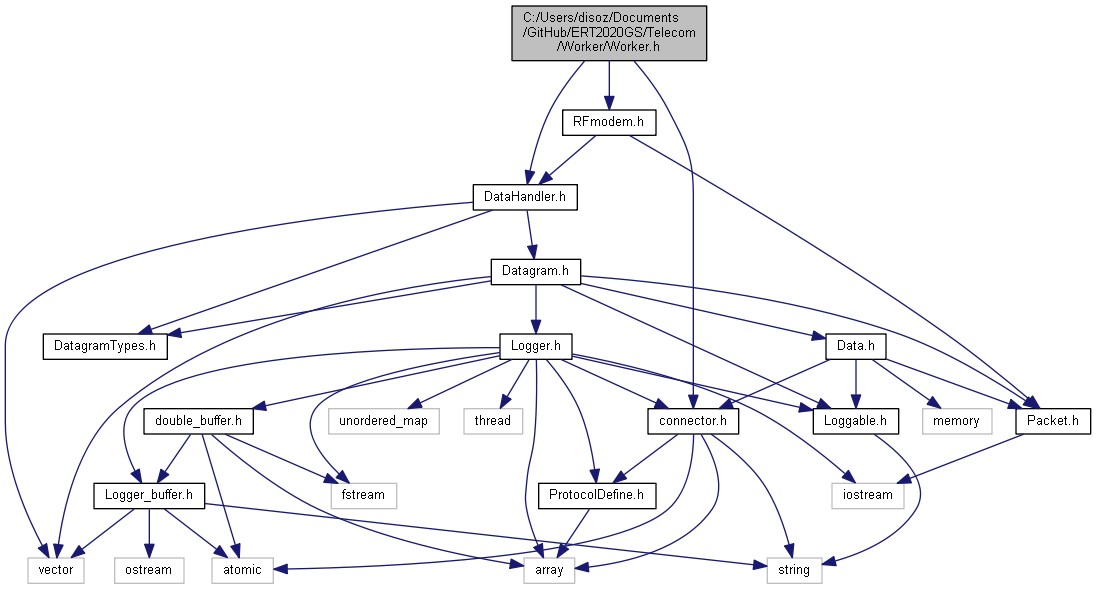 C:/Users/disoz/Documents
/GitHub/ERT2020GS/Telecom
/Worker/Worker.h
RFmodem.h
DataHandler.h
Datagram.h
DatagramTypes.h
Logger.h
Data.h
double_buffer.h
unordered_map
thread
connector.h
Loggable.h
memory
Packet.h
Logger_buffer.h
fstream
ProtocolDefine.h
iostream
vector
ostream
atomic
array
string